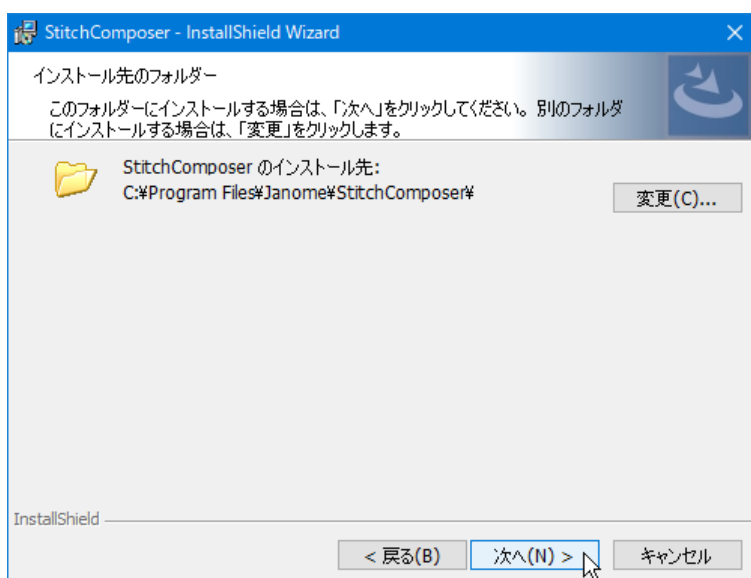 StitchComposer - InstallShield Wizard
インストール先のフォルダー
このフォルダーにインストールする場合は、「次へ」をクリックしてください。別のフォルダ
にインストールする場合は、「変更」をクリックします。
StitchComposer のインストール先:
C:¥Program Files¥Janome¥StitchComposer¥
変更(C)...
InstallShield
< 戻る(B)
次へ(N) >
キャンセル